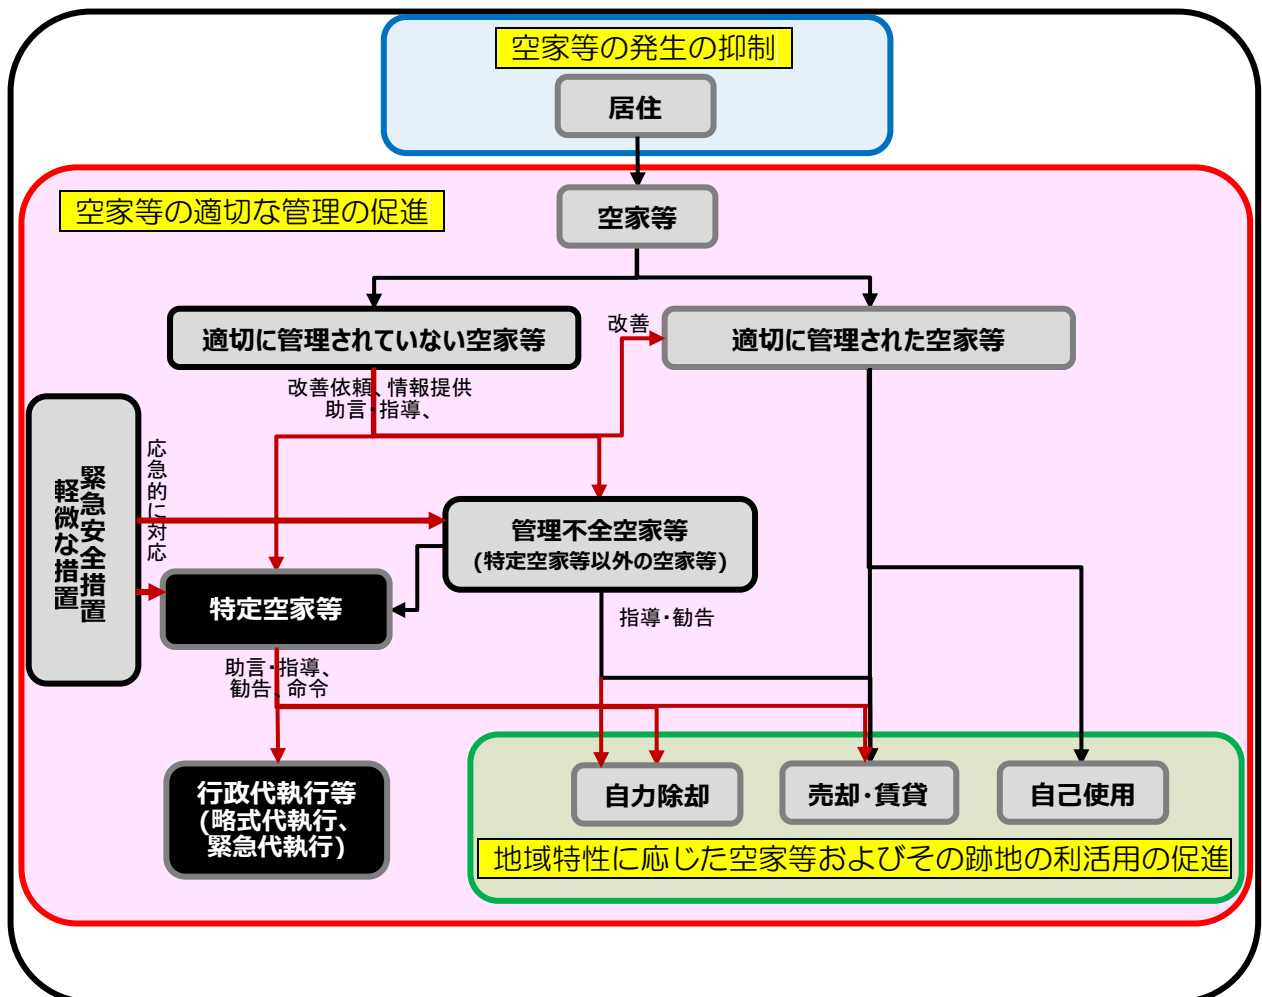 空家等の発生の抑制
居住
空家等の適切な管理の促進
空家等
適切に管理されていない空家等
改善
適切に管理された空家等
改善依頼、情報提供
助言・指導、
緊急安全措置
軽微な措置
応急的に対応
管理不全空家等
(特定空家等以外の空家等)
特定空家等
指導・勧告
助言・指導、
勧告、命令
行政代執行等
(略式代執行、
緊急代執行)
自力除却
売却・賃貸
自己使用
地域特性に応じた空家等およびその跡地の利活用の促進